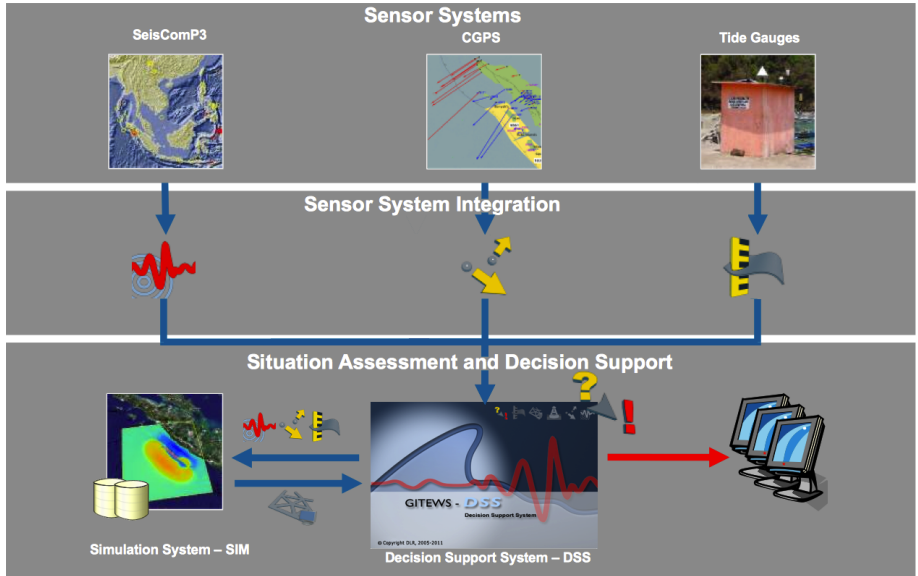 Sensor Systems
SeisComP3
CGPS
Tide Gauges
Sensor System Integration
Situation Assessment and Decision Support
GITEWS - DSS
Decision Support System
© Copyright DLR, 2005-2011
Simulation System – SIM
Decision Support System – DSS